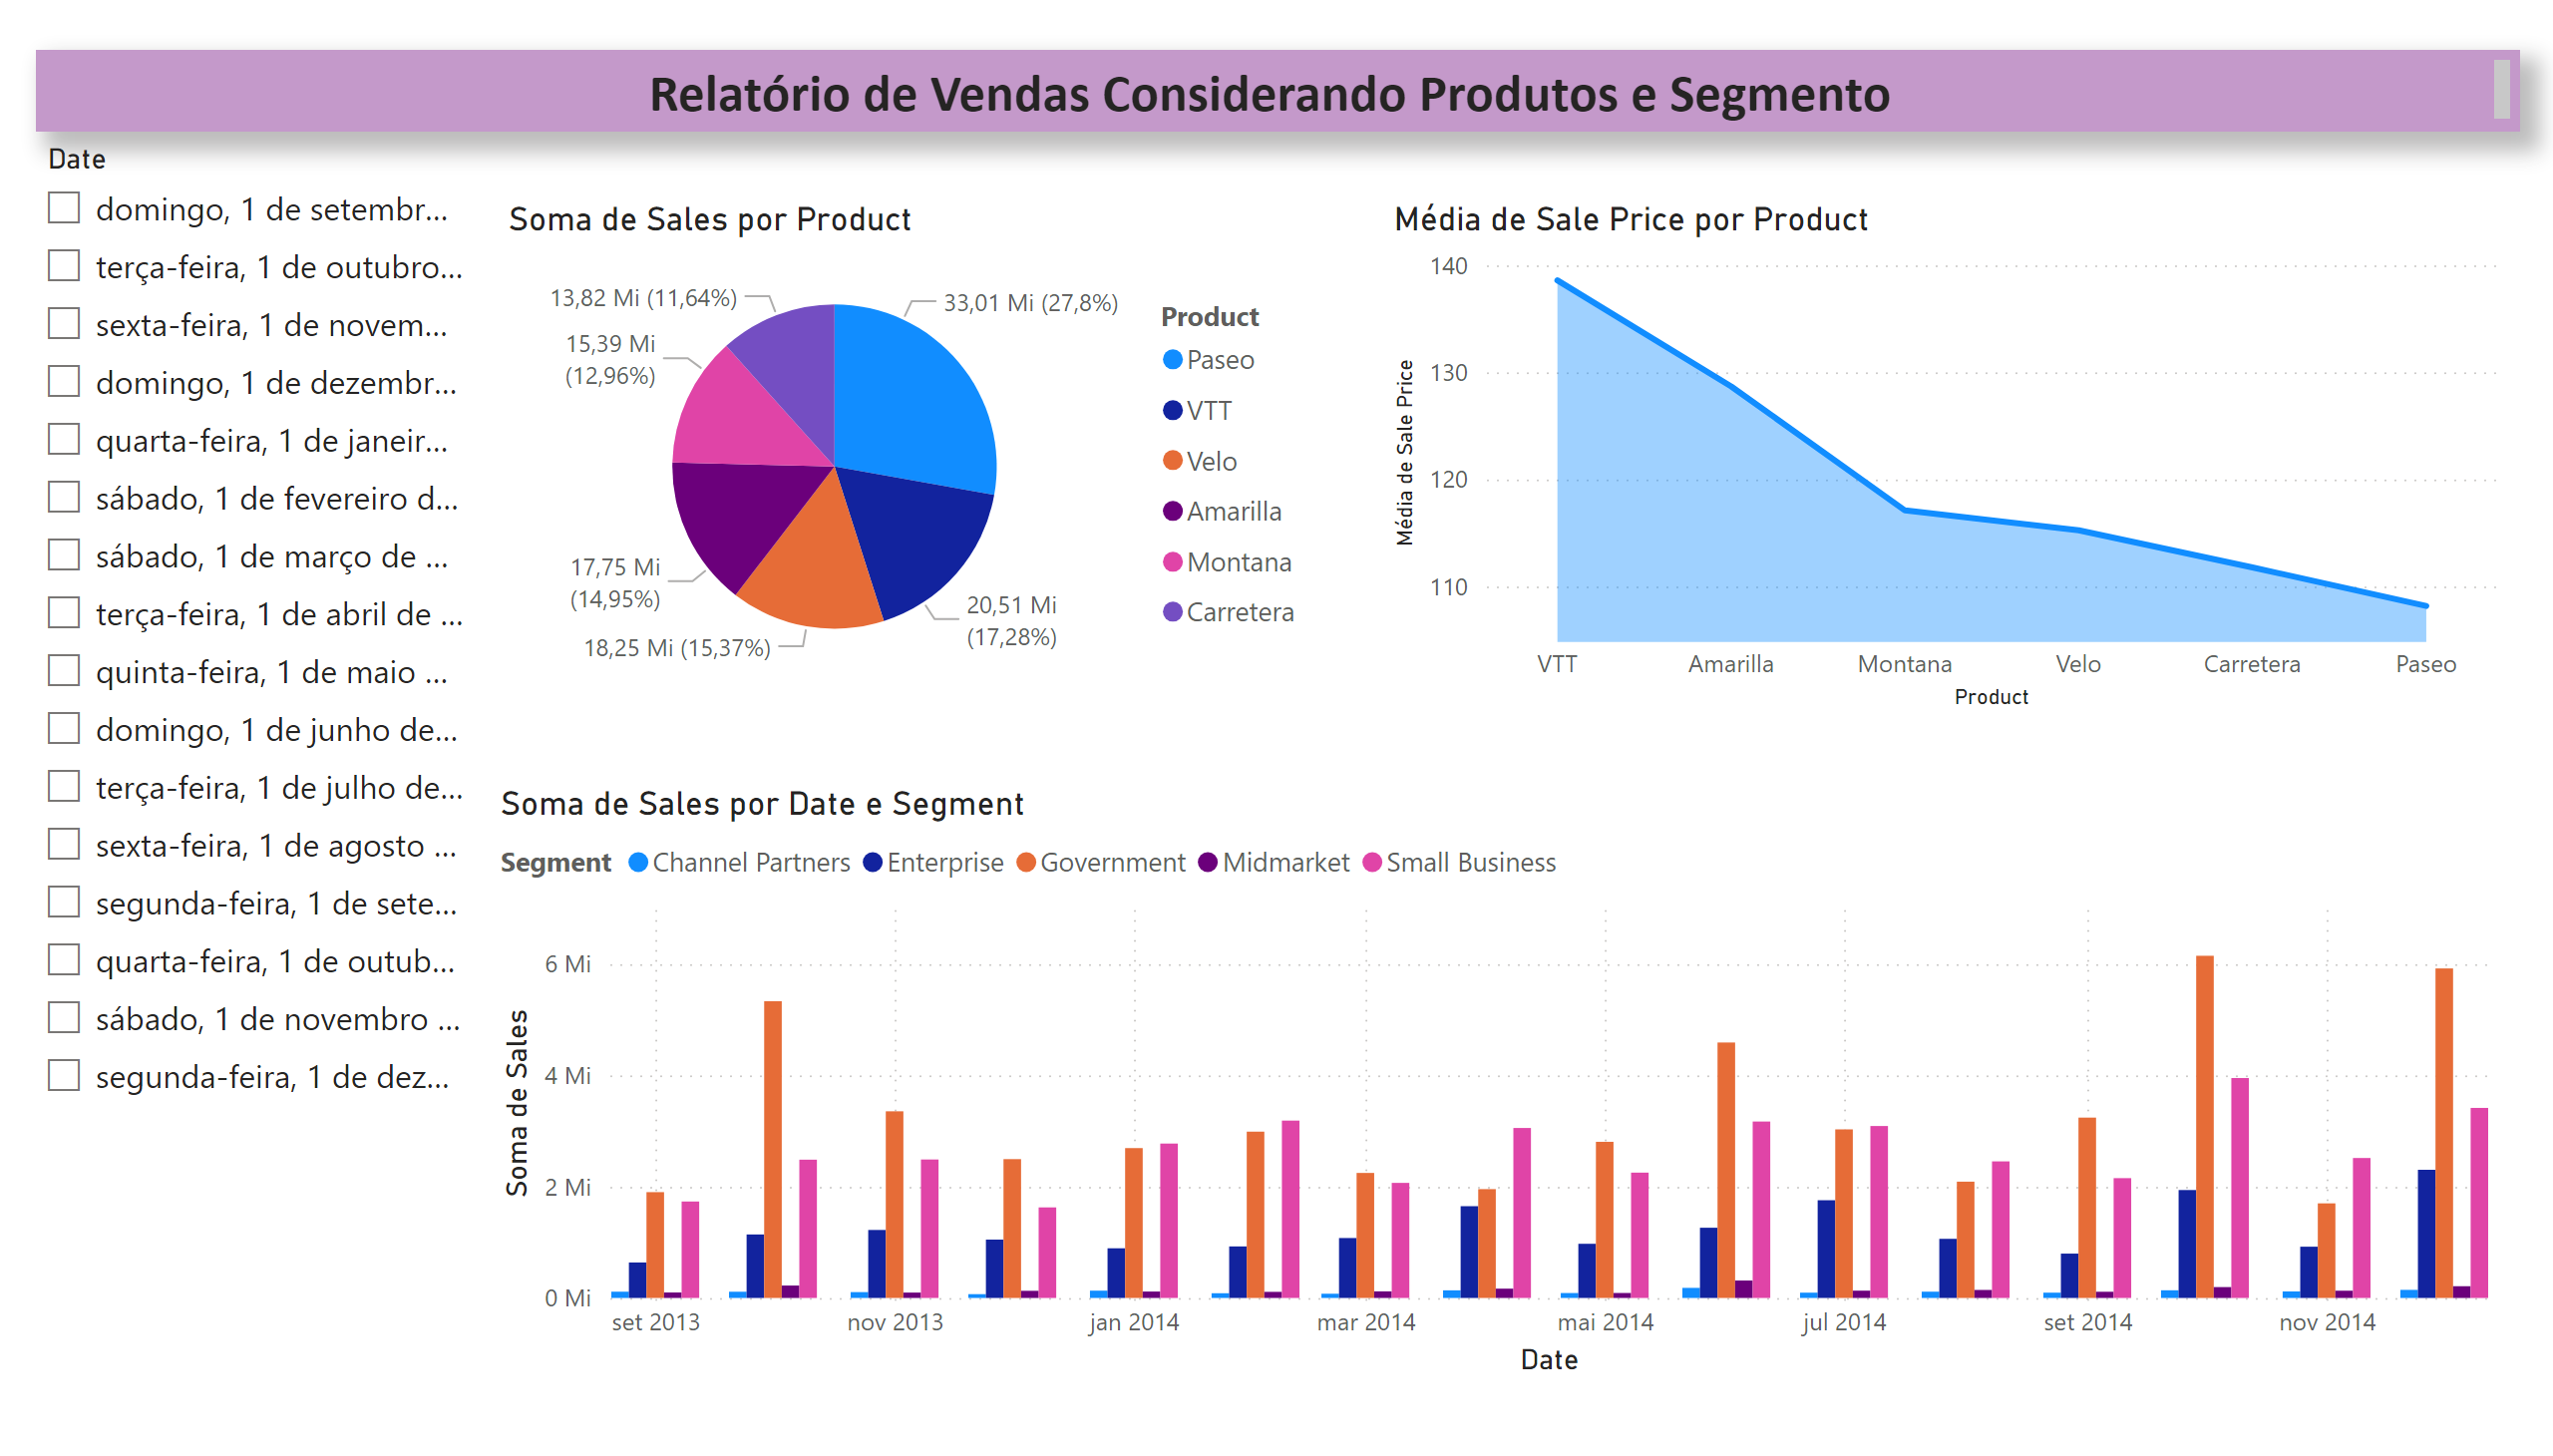 Relatório de Vendas Considerando Produtos e Segmento
Date
domingo, 1 de setembr...
terça-feira, 1 de outubro...
sexta-feira, 1 de novem...
domingo, 1 de dezembr...
quarta-feira, 1 de janeir...
sábado, 1 de fevereiro d...
sábado, 1 de março de ...
terça-feira, 1 de abril de ...
quinta-feira, 1 de maio ...
domingo, 1 de junho de...
terça-feira, 1 de julho de...
sexta-feira, 1 de agosto ...
segunda-feira, 1 de sete...
quarta-feira, 1 de outub...
sábado, 1 de novembro ...
segunda-feira, 1 de dez...
Soma de Sales por Product
13,82 Mi (11,64%)
33,01 Mi (27,8%)
15,39 Mi
(12,96%)
17,75 Mi
(14,95%)
20,51 Mi
(17,28%)
18,25 Mi (15,37%)
Product
Paseo
VTT
Velo
Amarilla
Montana
Carretera
Média de Sale Price por Product
Média de Sale Price
140
130
120
110
VTT Amarilla Montana Velo Carretera Paseo
Product
Soma de Sales por Date e Segment
Segment Channel Partners Enterprise Government Midmarket Small Business
Soma de Sales
6 Mi
4 Mi
2 Mi
0 Mi
set 2013 nov 2013 jan 2014 mar 2014 mai 2014 jul 2014 set 2014 nov 2014
Date